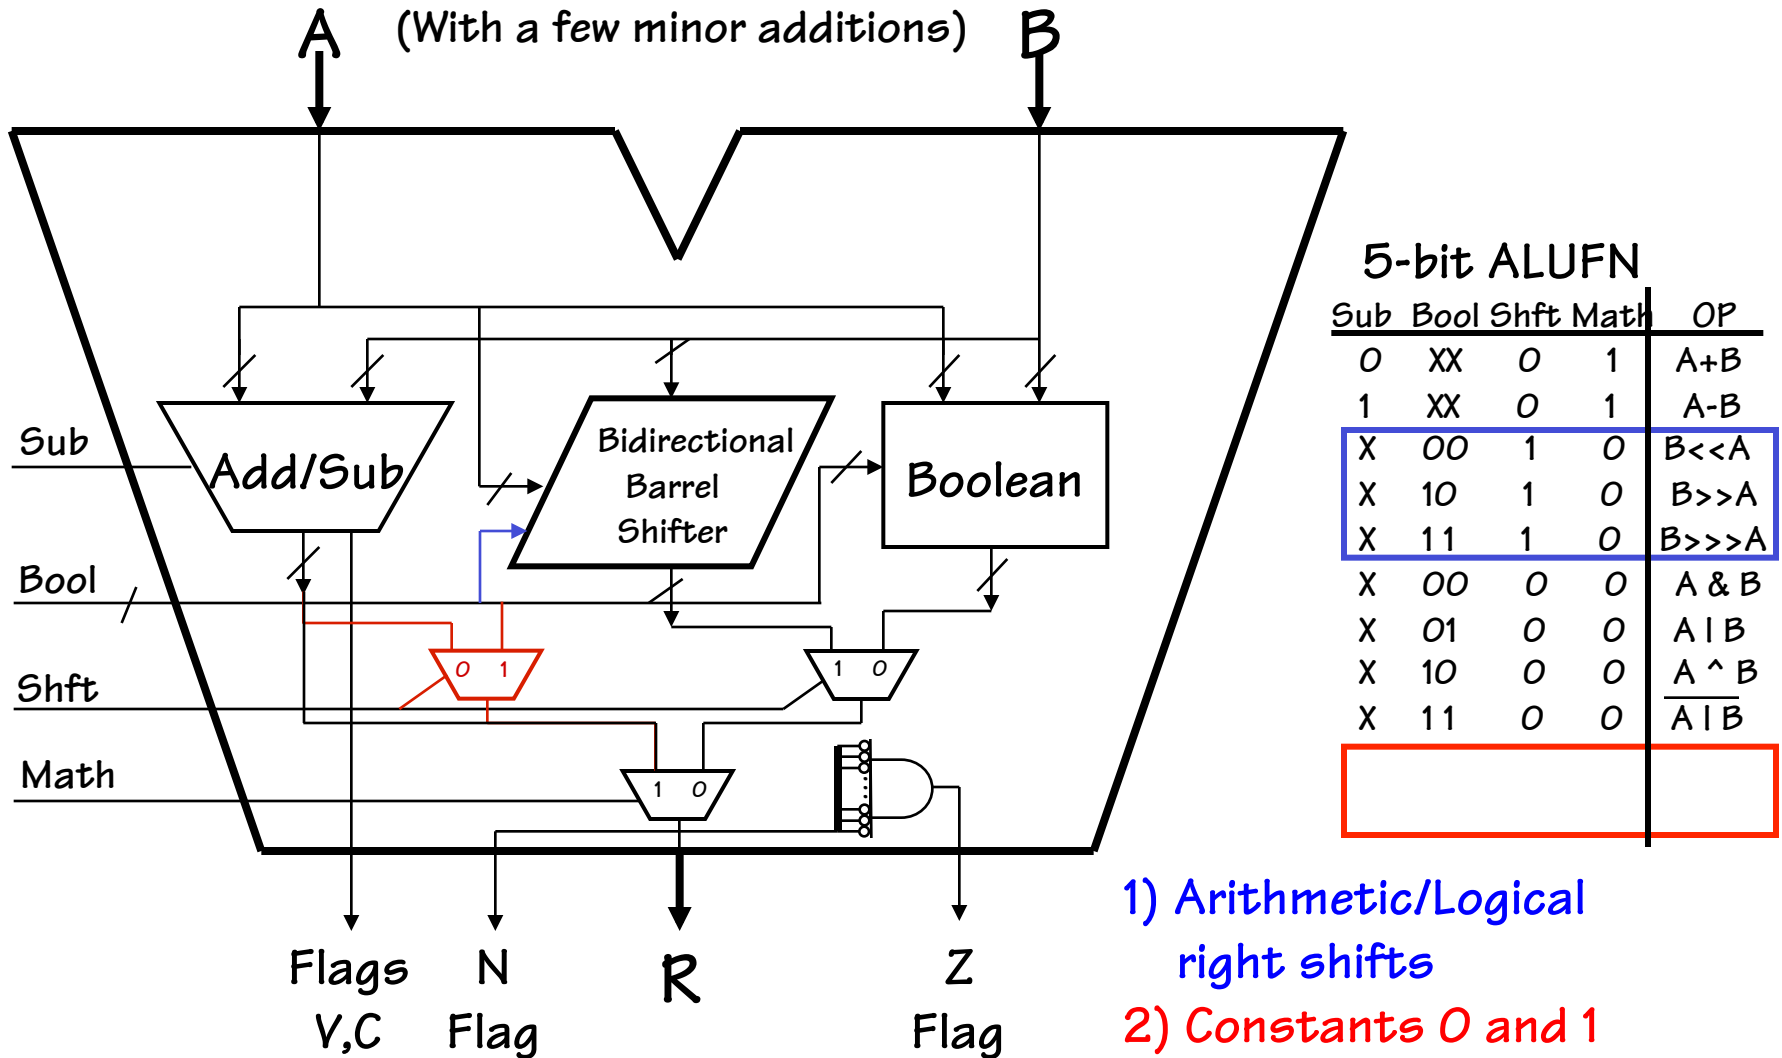 A (With a few minor additions) B
5-bit ALUFN
Sub Bool Shft Math OP
0 XX 0 1 A+B
1 XX 0 1 A-B
X 00 1 0 B<<A
X 10 1 0 B>>A
X 11 1 0 B>>>A
X 00 0 0 A & B
X 01 0 0 A | B
X 10 0 0 A ^ B
X 11 0 0 A | B
Sub
Add/Sub
Bidirectional
Barrel
Shifter
Boolean
Bool
0 1
1 0
Shft
Math
1 0
Flags
V,C
N
Flag
R
Z
Flag
1) Arithmetic/Logical
right shifts
2) Constants 0 and 1